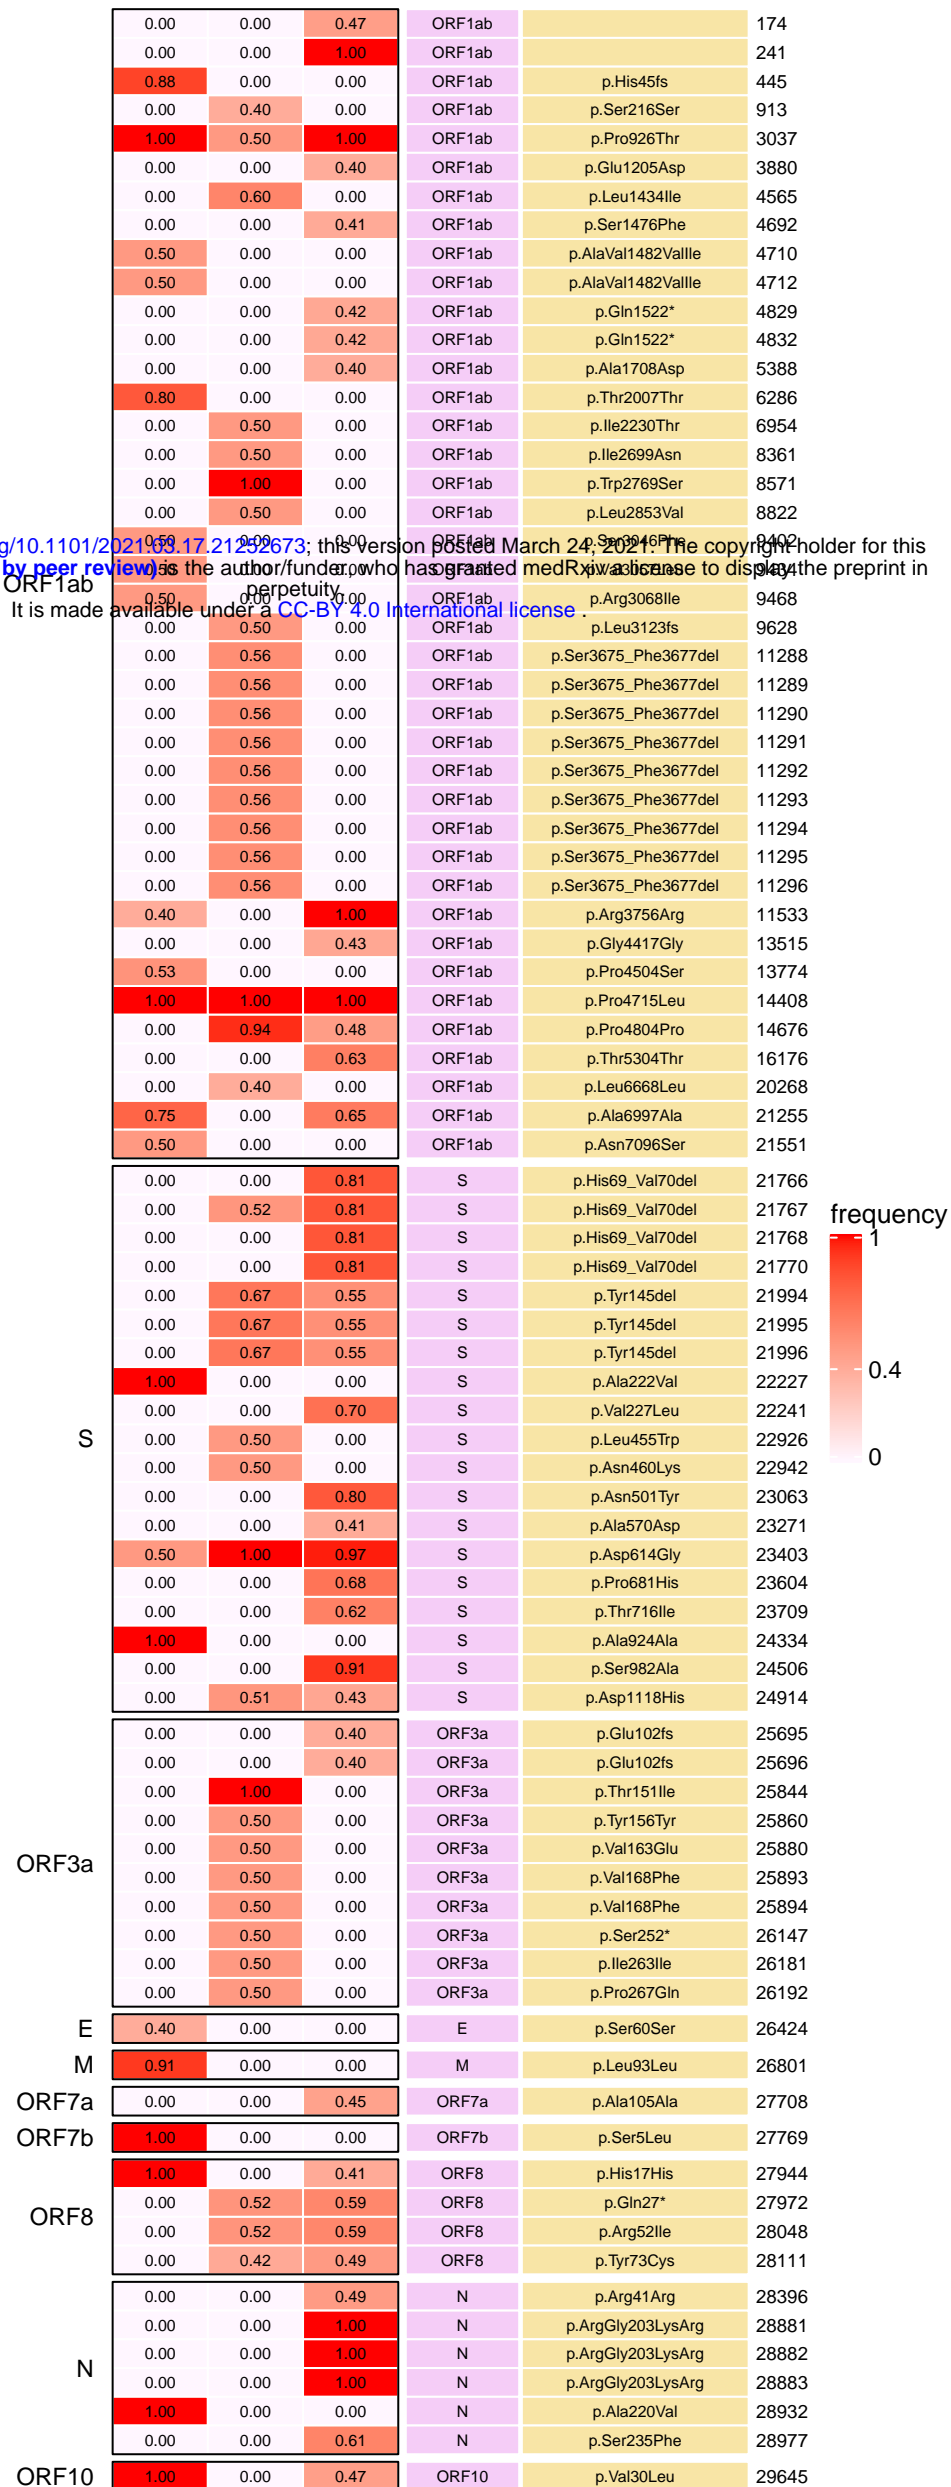 0.00 0.00 0.47 ORF1ab 174
0.00 0.00 1.00 ORF1ab 241
0.88 0.00 0.00 ORF1ab p.His45fs 445
0.00 0.40 0.00 ORF1ab p.Ser216Ser 913
1.00 0.50 1.00 ORF1ab p.Pro926Thr 3037
0.00 0.00 0.40 ORF1ab p.Glu1205Asp 3880
0.00 0.60 0.00 ORF1ab p.Leu1434Ile 4565
0.00 0.00 0.41 ORF1ab p.Ser1476Phe 4692
0.50 0.00 0.00 ORF1ab p.AlaVal1482ValIle 4710
0.50 0.00 0.00 ORF1ab p.AlaVal1482ValIle 4712
0.00 0.00 0.42 ORF1ab p.Gln1522* 4829
0.00 0.00 0.42 ORF1ab p.Gln1522* 4832
0.00 0.00 0.40 ORF1ab p.Ala1708Asp 5388
0.80 0.00 0.00 ORF1ab p.Thr2007Thr 6286
0.00 0.50 0.00 ORF1ab p.Ile2230Thr 6954
0.00 0.50 0.00 ORF1ab p.Ile2699Asn 8361
0.00 1.00 0.00 ORF1ab p.Trp2769Ser 8571
0.00 0.50 0.00 ORF1ab p.Leu2853Val 8822
0.50 0.00 0.00 ORF1ab p.Ser3046Phe 9402
g/10.1101/2021.03.17.21252673; this version posted March 24, 2021. The copyright holder for this
by peer review) is the author/funder, who has granted medRxiv a license to display the preprint in
0.50 0.00 0.00 ORF1ab 9434
ORF1ab
perpetuity.
0.50 0.00 0.00 ORF1ab p.Arg3068Ile 9468
It is made available under a CC-BY 4.0 International license .
0.00 0.50 0.00 ORF1ab p.Leu3123fs 9628
0.00 0.56 0.00 ORF1ab p.Ser3675_Phe3677del 11288
0.00 0.56 0.00 ORF1ab p.Ser3675_Phe3677del 11289
0.00 0.56 0.00 ORF1ab p.Ser3675_Phe3677del 11290
0.00 0.56 0.00 ORF1ab p.Ser3675_Phe3677del 11291
0.00 0.56 0.00 ORF1ab p.Ser3675_Phe3677del 11292
0.00 0.56 0.00 ORF1ab p.Ser3675_Phe3677del 11293
0.00 0.56 0.00 ORF1ab p.Ser3675_Phe3677del 11294
0.00 0.56 0.00 ORF1ab p.Ser3675_Phe3677del 11295
0.00 0.56 0.00 ORF1ab p.Ser3675_Phe3677del 11296
0.40 0.00 1.00 ORF1ab p.Arg3756Arg 11533
0.00 0.00 0.43 ORF1ab p.Gly4417Gly 13515
0.53 0.00 0.00 ORF1ab p.Pro4504Ser 13774
1.00 1.00 1.00 ORF1ab p.Pro4715Leu 14408
0.00 0.94 0.48 ORF1ab p.Pro4804Pro 14676
0.00 0.00 0.63 ORF1ab p.Thr5304Thr 16176
0.00 0.40 0.00 ORF1ab p.Leu6668Leu 20268
0.75 0.00 0.65 ORF1ab p.Ala6997Ala 21255
0.50 0.00 0.00 ORF1ab p.Asn7096Ser 21551
0.00 0.00 0.81 S p.His69_Val70del 21766
0.00 0.52 0.81 S p.His69_Val70del 21767
frequency
0.00 0.00 0.81 S p.His69_Val70del 21768
1
0.00 0.00 0.81 S p.His69_Val70del 21770
0.00 0.67 0.55 S p.Tyr145del 21994
0.00 0.67 0.55 S p.Tyr145del 21995
0.00 0.67 0.55 S p.Tyr145del 21996
0.4
1.00 0.00 0.00 S p.Ala222Val 22227
0.00 0.00 0.70 S p.Val227Leu 22241
S 0.00 0.50 0.00 S p.Leu455Trp 22926
0
0.00 0.50 0.00 S p.Asn460Lys 22942
0.00 0.00 0.80 S p.Asn501Tyr 23063
0.00 0.00 0.41 S p.Ala570Asp 23271
0.50 1.00 0.97 S p.Asp614Gly 23403
0.00 0.00 0.68 S p.Pro681His 23604
0.00 0.00 0.62 S p.Thr716Ile 23709
1.00 0.00 0.00 S p.Ala924Ala 24334
0.00 0.00 0.91 S p.Ser982Ala 24506
0.00 0.51 0.43 S p.Asp1118His 24914
0.00 0.00 0.40 ORF3a p.Glu102fs 25695
0.00 0.00 0.40 ORF3a p.Glu102fs 25696
0.00 1.00 0.00 ORF3a p.Thr151Ile 25844
0.00 0.50 0.00 ORF3a p.Tyr156Tyr 25860
0.00 0.50 0.00 ORF3a p.Val163Glu 25880
ORF3a
0.00 0.50 0.00 ORF3a p.Val168Phe 25893
0.00 0.50 0.00 ORF3a p.Val168Phe 25894
0.00 0.50 0.00 ORF3a p.Ser252* 26147
0.00 0.50 0.00 ORF3a p.Ile263Ile 26181
0.00 0.50 0.00 ORF3a p.Pro267Gln 26192
E 0.40 0.00 0.00 E p.Ser60Ser 26424
M 0.91 0.00 0.00 M p.Leu93Leu 26801
ORF7a 0.00 0.00 0.45 ORF7a p.Ala105Ala 27708
ORF7b 1.00 0.00 0.00 ORF7b p.Ser5Leu 27769
1.00 0.00 0.41 ORF8 p.His17His 27944
0.00 0.52 0.59 ORF8 p.Gln27* 27972
ORF8
0.00 0.52 0.59 ORF8 p.Arg52Ile 28048
0.00 0.42 0.49 ORF8 p.Tyr73Cys 28111
0.00 0.00 0.49 N p.Arg41Arg 28396
0.00 0.00 1.00 N p.ArgGly203LysArg 28881
0.00 0.00 1.00 N p.ArgGly203LysArg 28882
N
0.00 0.00 1.00 N p.ArgGly203LysArg 28883
1.00 0.00 0.00 N p.Ala220Val 28932
0.00 0.00 0.61 N p.Ser235Phe 28977
ORF10 1.00 0.00 0.47 ORF10 p.Val30Leu 29645